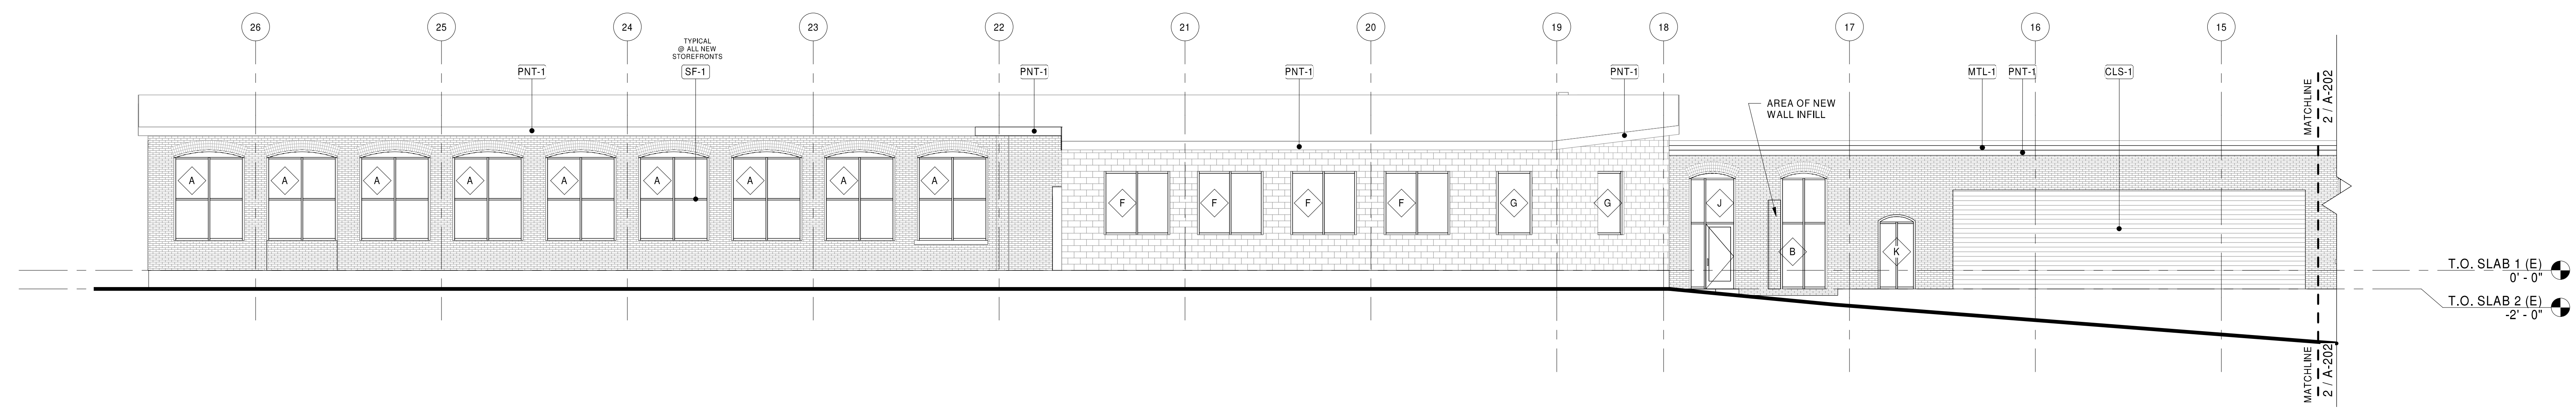 26
25
24
23
22
21
20
19
18
17
16
15
TYPICAL
@ ALL NEW
STOREFRONTS
PNT-1
SF-1
PNT-1
PNT-1
PNT-1
MTL-1
PNT-1
CLS-1
MATCHLINE
2 / A-202
AREA OF NEW
WALL INFILL
A
A
A
A
A
A
A
A
A
F
F
F
F
G
G
J
B
K
T.O. SLAB 1 (E)
0' - 0"
T.O. SLAB 2 (E)
-2' - 0"
MATCHLINE
2 / A-202